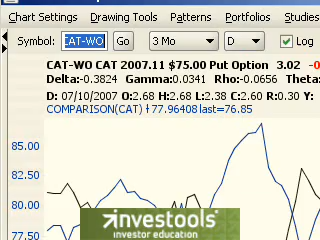 Chart Settings Drawing Tools Patterns Portfolios Studies
Symbol: CAT-WO Go 3 Mo D Log
CAT-WO CAT 2007.11 $75.00 Put Option 3.02 -0
Delta:-0.3824 Gamma:0.0341 Rho:-0.0656 Theta:
D: 07/10/2007 O:2.68 H:2.68 L:2.38 C:2.60 R:0.30 Y:
COMPARISON(CAT) +77.96408 last=76.85
85.00
82.50
80.00
77.50
investools
investor education